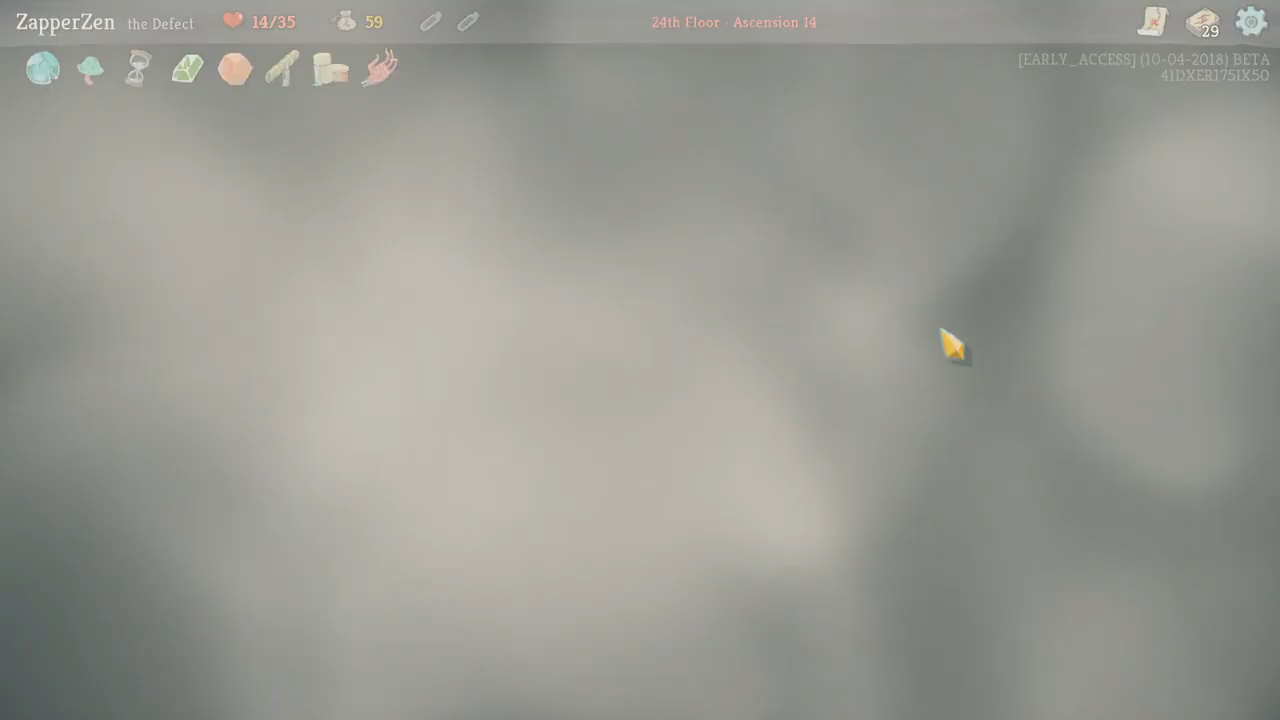 ZapperZen the Defect 14/35 59 24th Floor - Ascension 14 29
[EARLY_ACCESS] (10-04-2018) BETA
41DXER175IX50